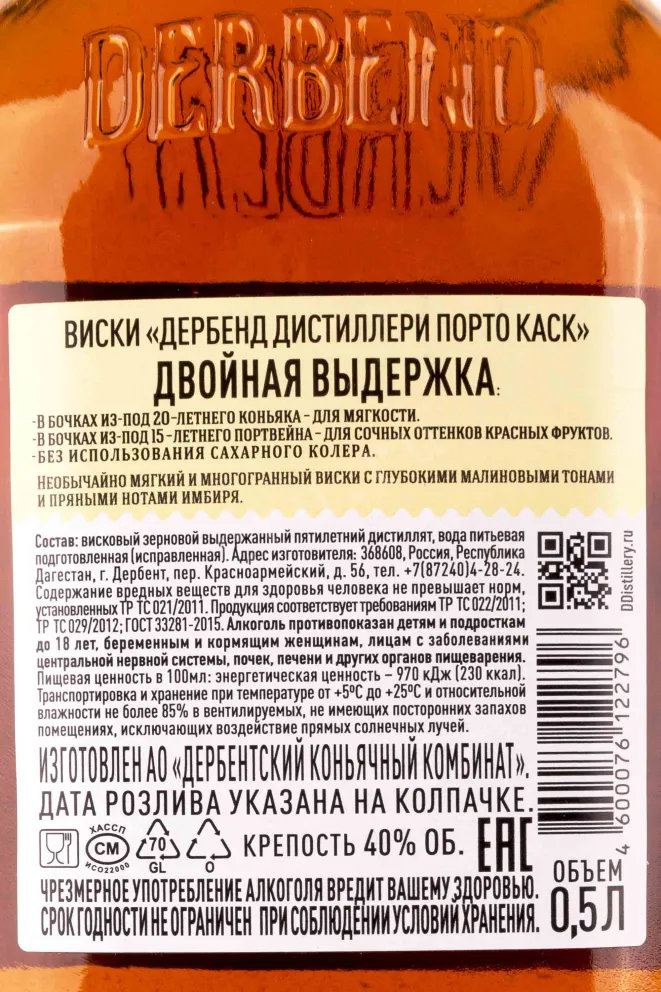 DERBEND
ВИСКИ «ДЕРБЕНД ДИСТИЛЛЕРИ ПОРТО КАСК»
ДВОЙНАЯ ВЫДЕРЖКА:
-В БОЧКАХ ИЗ-ПОД 20-ЛЕТНЕГО КОНЬЯКА - ДЛЯ МЯГКОСТИ.
-В БОЧКАХ ИЗ-ПОД 15-ЛЕТНЕГО ПОРТВЕЙНА - ДЛЯ СОЧНЫХ ОТТЕНКОВ КРАСНЫХ ФРУКТОВ.
-БЕЗ ИСПОЛЬЗОВАНИЯ САХАРНОГО КОЛЕРА.
НЕОБЫЧАЙНО МЯГКИЙ И МНОГОГРАННЫЙ ВИСКИ С ГЛУБОКИМИ МАЛИНОВЫМИ ТОНАМИ
И ПРЯНЫМИ НОТАМИ ИМБИРЯ.
Состав: висковый зерновой выдержанный пятилетний дистиллят, вода питьевая
подготовленная (исправленная). Адрес изготовителя: 368608, Россия, Республика
Дагестан, г. Дербент, пер. Красноармейский, д. 56, тел. +7(87240)4-28-24.
Содержание вредных веществ для здоровья человека не превышает норм,
установленных ТР ТС 021/2011. Продукция соответствует требованиям ТР ТС 022/2011;
ТР ТС 029/2012; ГОСТ 33281-2015. Алкоголь противопоказан детям и подросткам
до 18 лет, беременным и кормящим женщинам, лицам с заболеваниями
центральной нервной системы, почек, печени и других органов пищеварения.
Пищевая ценность в 100мл: энергетическая ценность – 970 кДж (230 ккал).
Транспортировка и хранение при температуре от +5ºС до +25ºС и относительной
влажности не более 85% в вентилируемых, не имеющих посторонних запахов
помещениях, исключающих воздействие прямых солнечных лучей.
DDistillery.ru
4 600076 122796
ИЗГОТОВЛЕН АО «ДЕРБЕНТСКИЙ КОНЬЯЧНЫЙ КОМБИНАТ».
ДАТА РОЗЛИВА УКАЗАНА НА КОЛПАЧКЕ.
ХАССП
СМ
ИСО22000
70
GL
O
КРЕПОСТЬ 40% ОБ.
EAC
ЧРЕЗМЕРНОЕ УПОТРЕБЛЕНИЕ АЛКОГОЛЯ ВРЕДИТ ВАШЕМУ ЗДОРОВЬЮ.
СРОК ГОДНОСТИ НЕ ОГРАНИЧЕН ПРИ СОБЛЮДЕНИИ УСЛОВИЙ ХРАНЕНИЯ.
ОБЪЕМ
0,5Л